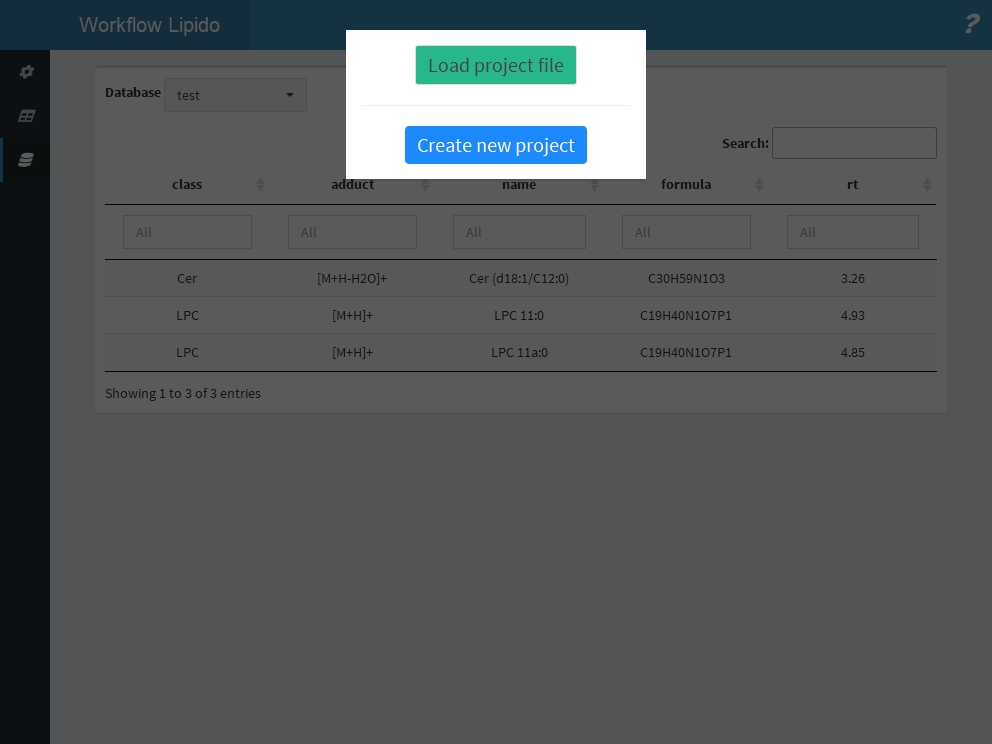 Workflow Lipido
?
Load project file
Create new project
Database test
Search:
class adduct name formula rt
All All All All All
Cer [M+H-H2O]+ Cer (d18:1/C12:0) C30H59N1O3 3.26
LPC [M+H]+ LPC 11:0 C19H40N1O7P1 4.93
LPC [M+H]+ LPC 11a:0 C19H40N1O7P1 4.85
Showing 1 to 3 of 3 entries